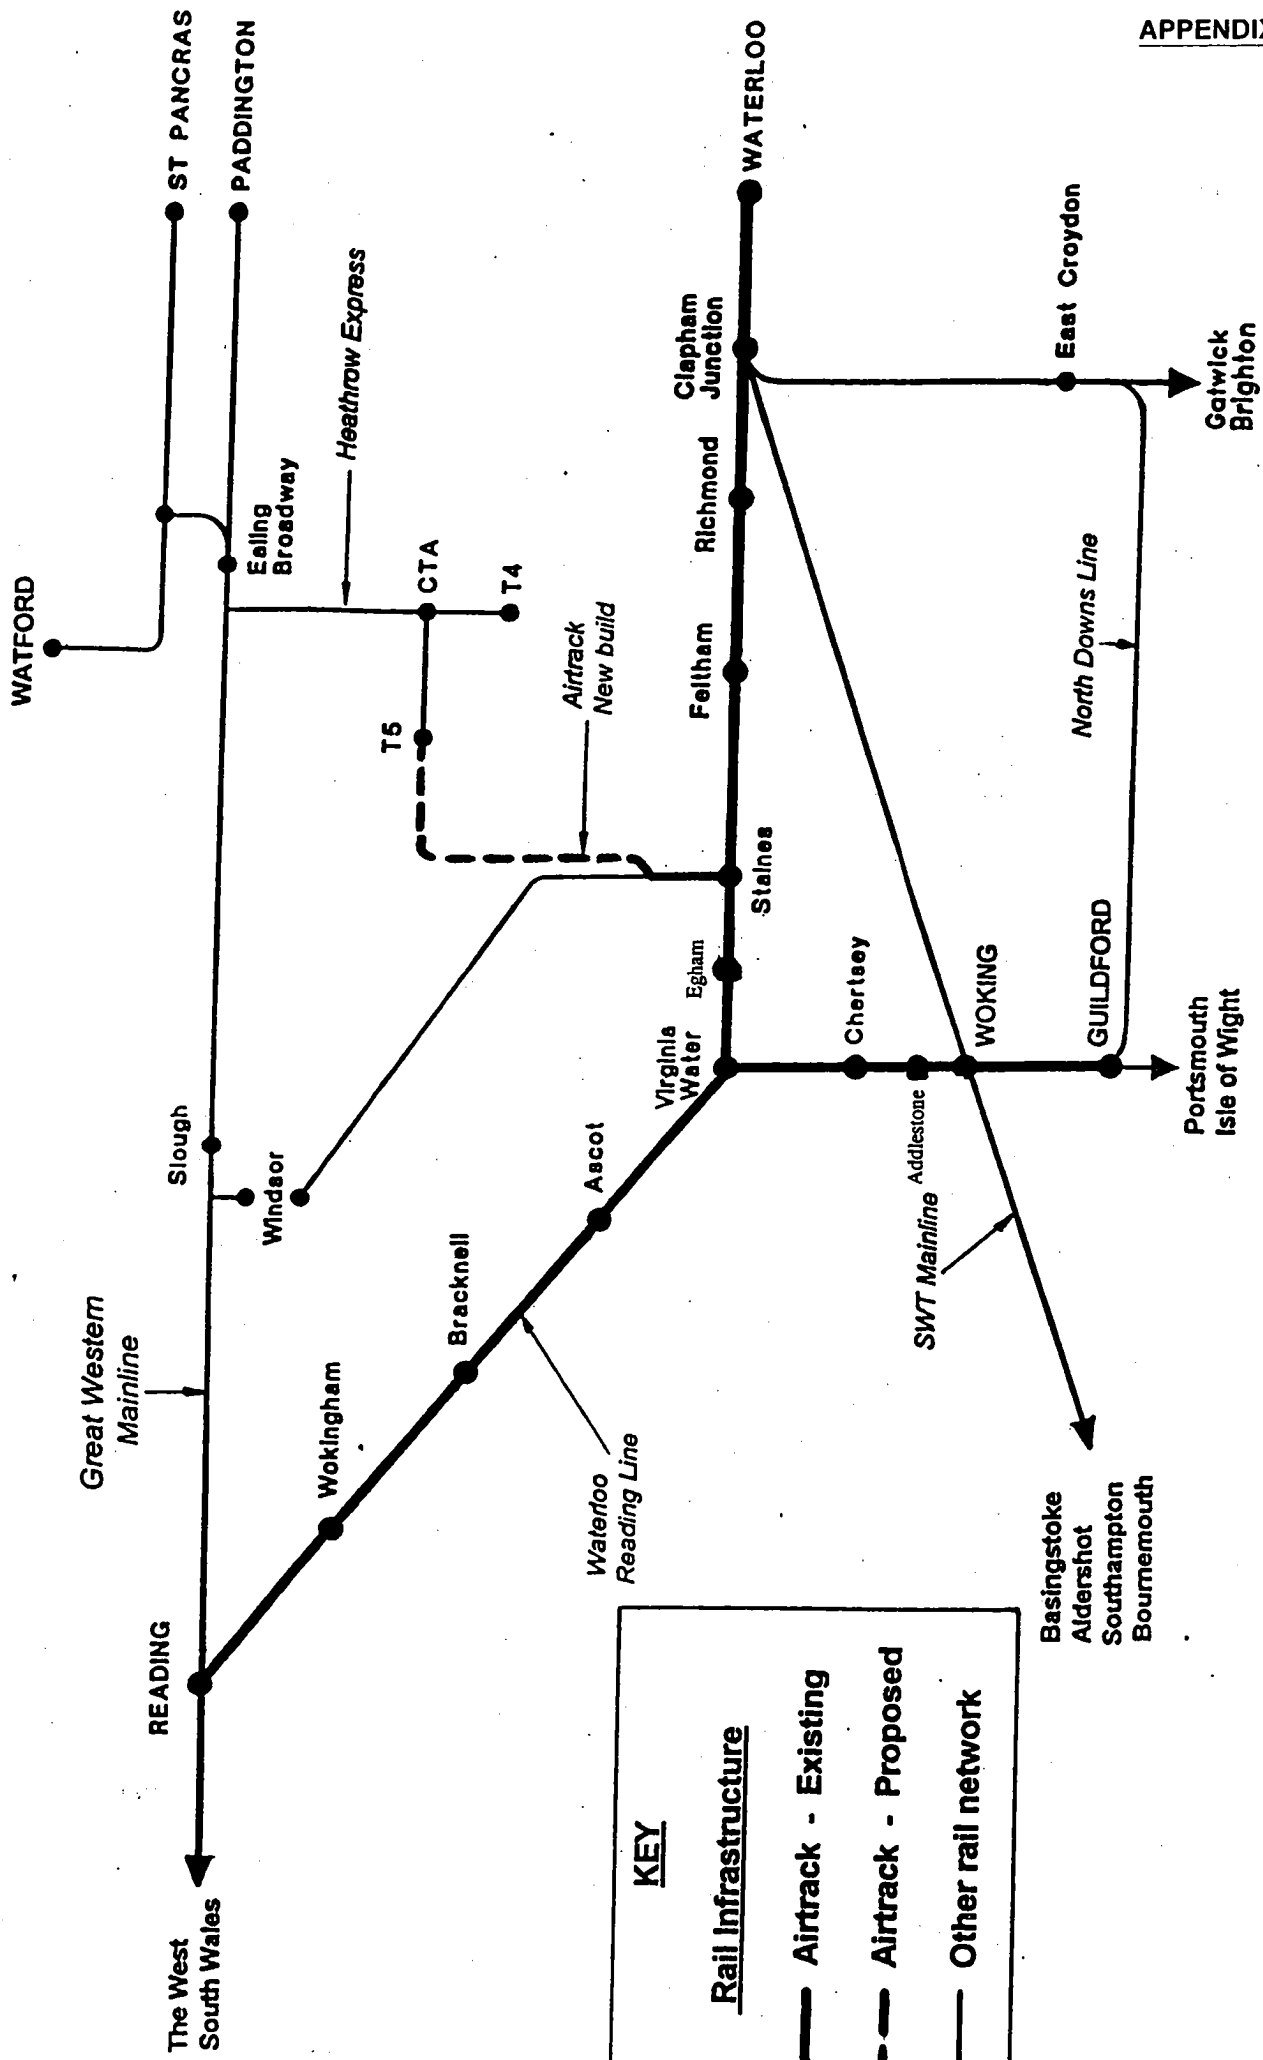 APPENDIX
ST PANCRAS
PADDINGTON
WATFORD
Ealing
Broadway
Heathrow Express
CTA
T4
T5
Airtrack
New build
WATERLOO
Clapham
Junction
Richmond
Feltham
Staines
Egham
Virginia
Water
East Croydon
Gatwick
Brighton
North Downs Line
Chertsey
Addlestone
WOKING
GUILDFORD
Portsmouth
Isle of Wight
SWT Mainline
Slough
Windsor
Ascot
Bracknell
Wokingham
Great Western
Mainline
Waterloo
Reading Line
READING
The West
South Wales
Basingstoke
Aldershot
Southampton
Bournemouth
KEY
Rail Infrastructure
Airtrack - Existing
Airtrack - Proposed
Other rail network